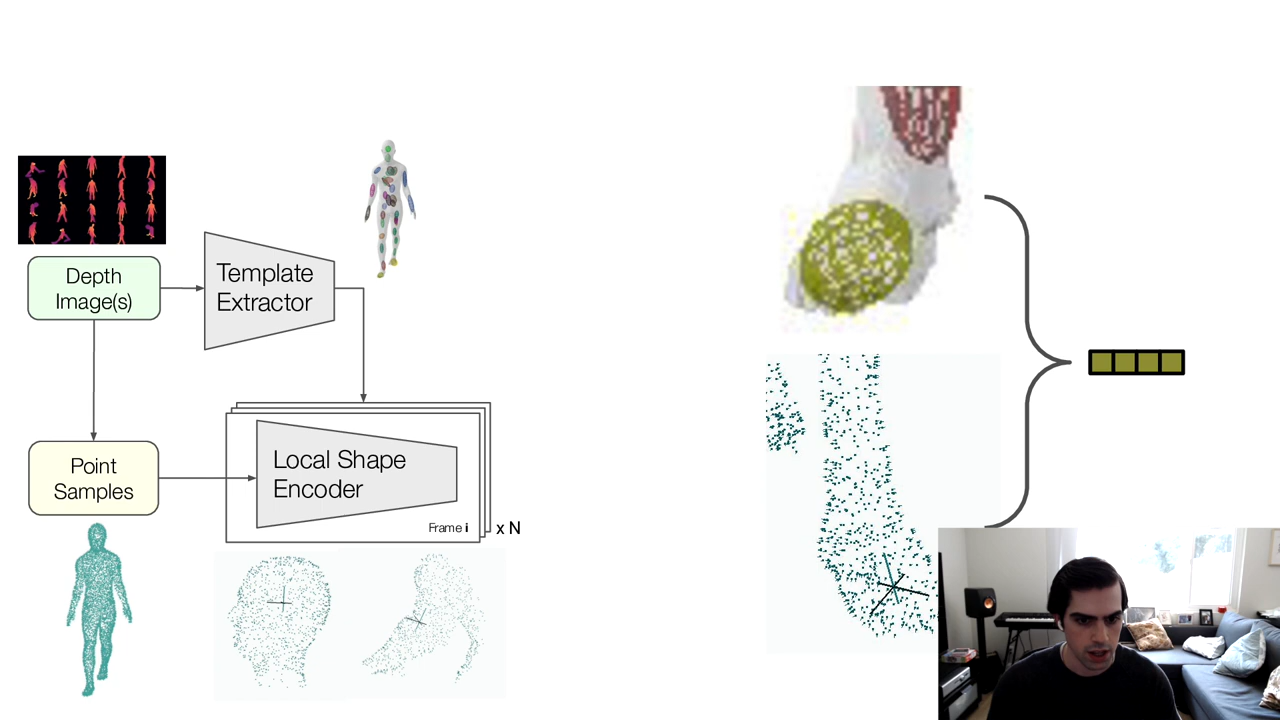 Depth
Image(s)
Template
Extractor
Point
Samples
Local Shape
Encoder
Frame i
x N